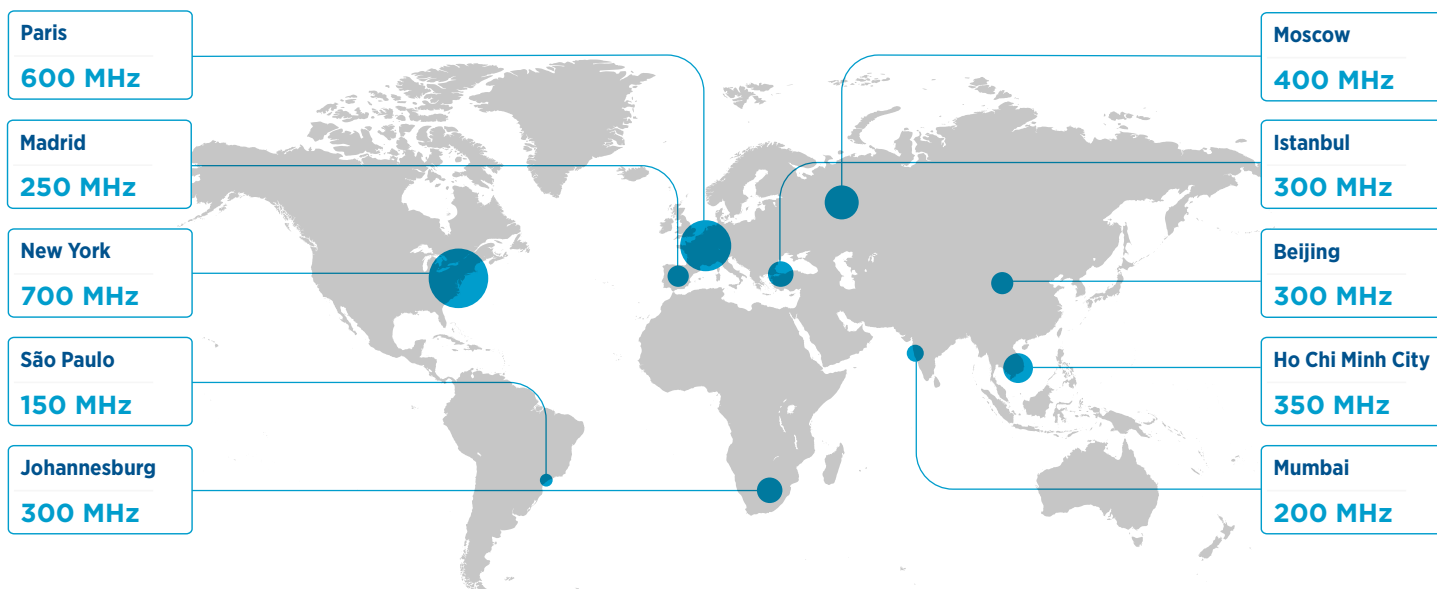 Paris
600 MHz
Madrid
250 MHz
New York
700 MHz
São Paulo
150 MHz
Johannesburg
300 MHz
Moscow
400 MHz
Istanbul
300 MHz
Beijing
300 MHz
Ho Chi Minh City
350 MHz
Mumbai
200 MHz